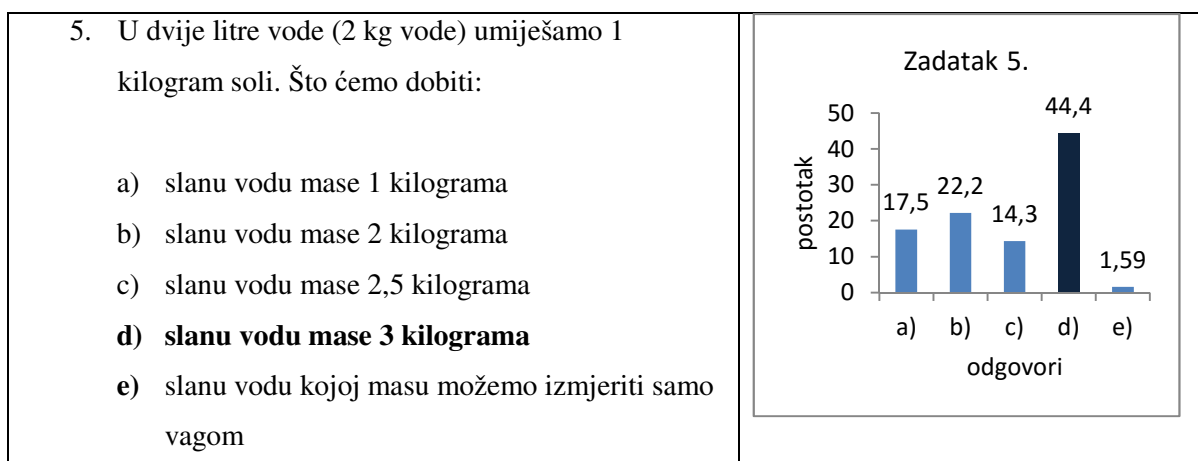 5. U dvije litre vode (2 kg vode) umiješamo 1
kilogram soli. Što ćemo dobiti:
a) slanu vodu mase 1 kilograma
b) slanu vodu mase 2 kilograma
c) slanu vodu mase 2,5 kilograma
d) slanu vodu mase 3 kilograma
e) slanu vodu kojoj masu možemo izmjeriti samo
vagom
Zadatak 5.
postotak
50
40
30
20
10
0
17,5
22,2
14,3
44,4
1,59
a) b) c) d) e)
odgovori